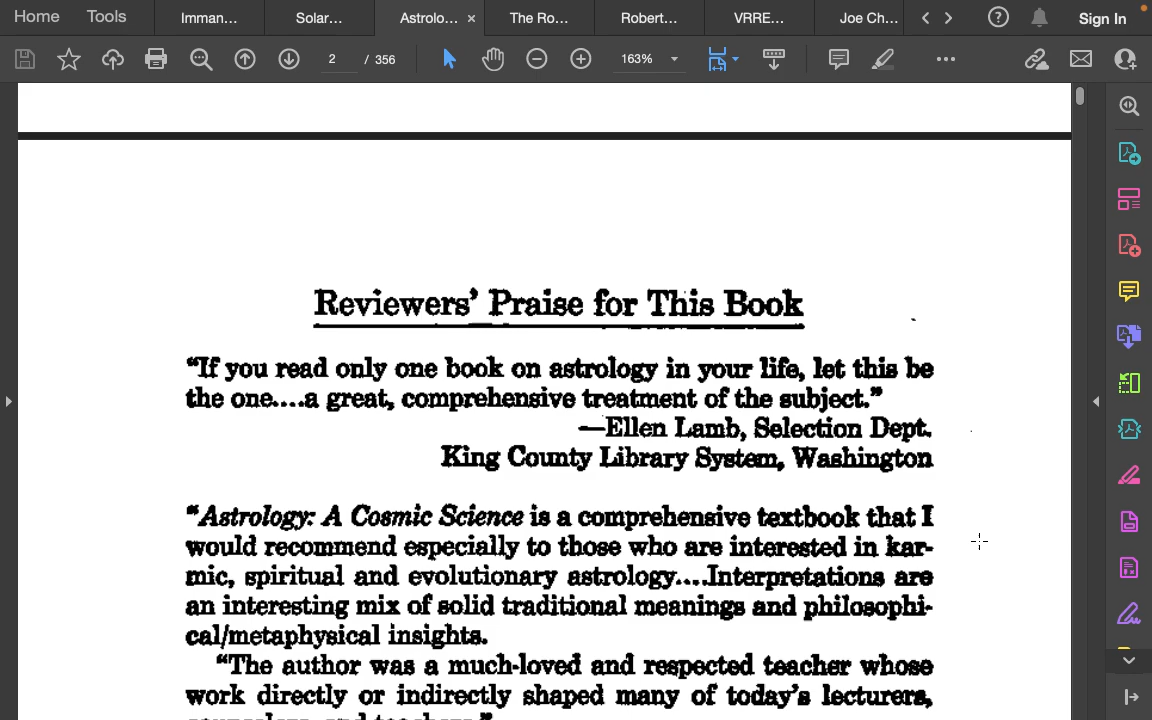 Home Tools Imman... Solar... Astrolo... × The Ro... Robert... VRRE... Joe Ch... Sign In
2 / 356 163%
Reviewers' Praise for This Book
"If you read only one book on astrology in your life, let this be
the one....a great, comprehensive treatment of the subject."
—Ellen Lamb, Selection Dept.
King County Library System, Washington
"Astrology: A Cosmic Science is a comprehensive textbook that I
would recommend especially to those who are interested in kar-
mic, spiritual and evolutionary astrology....Interpretations are
an interesting mix of solid traditional meanings and philosophi-
cal/metaphysical insights.
"The author was a much-loved and respected teacher whose
work directly or indirectly shaped many of today's lecturers,